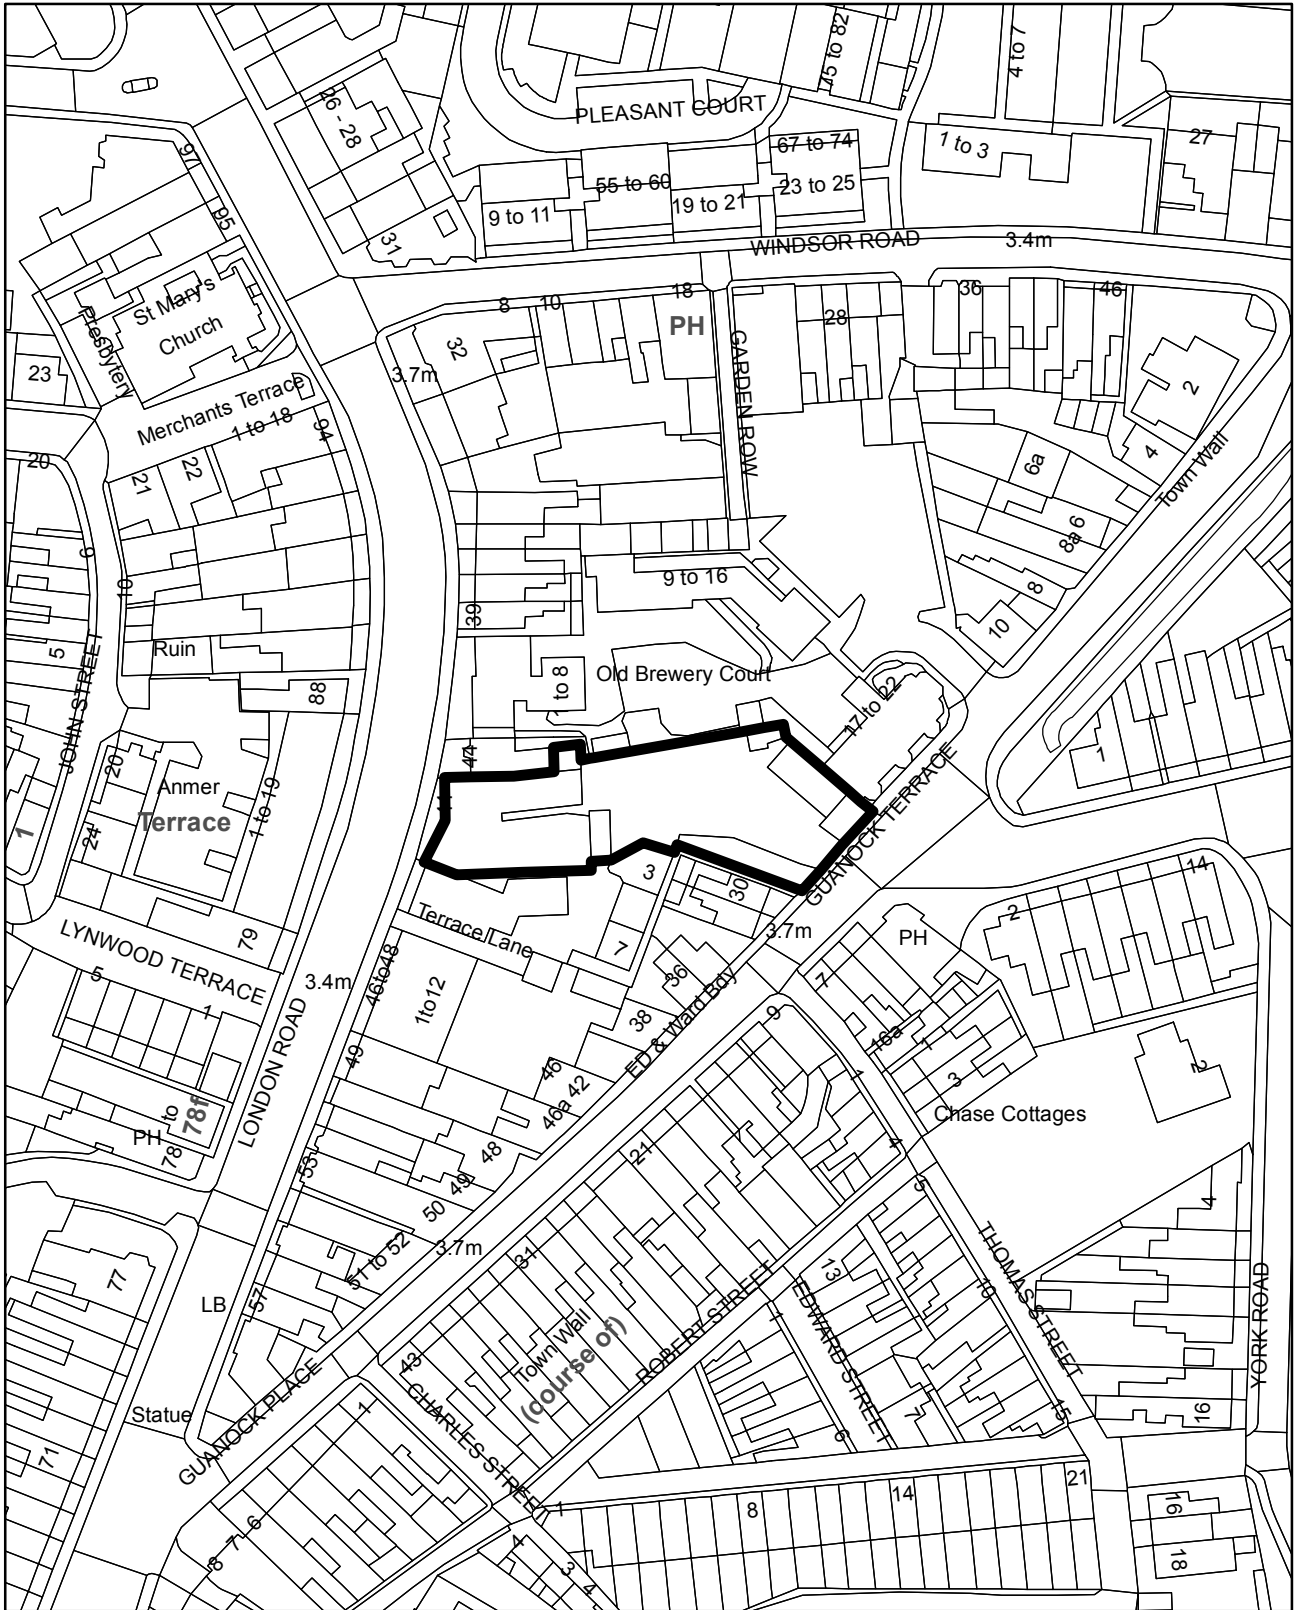 75 to 82
4 to 7
PLEASANT COURT
26 - 28
97
67 to 74
1 to 3
27
55 to 60
23 to 25
19 to 21
9 to 11
95
31
WINDSOR ROAD
3.4m
St Mary's
Church
Presbytery
8
10
18
PH
28
36
46
32
3.7m
GARDEN ROW
23
2
Merchants Terrace
1 to 18
94
4
Town Wall
20
21
22
6a
6
8a
6
10
9 to 16
8
39
10
5
Ruin
JOHN STREET
88
1 to 8
Old Brewery Court
17 to 22
44
1
20
Anmer
Terrace
1 to 19
1
24
GUANOCK TERRACE
3
30
14
2
79
Terrace/Lane
7
3.7m
PH
LYNWOOD TERRACE
5
1
3.4m
46to48
1to12
36
7
38
ED & Ward Bdy
9
16a
1
49
46
42
46a
1
3
2
LONDON ROAD
to
78f
PH
78
Chase Cottages
48
21
4
53
49
50
5
4
51 to 52
3.7m
31
77
THOMAS STREET
13
10
LB
57
EDWARD STREET
1
ROBERT STREET
YORK ROAD
Town Wall
(course of)
43
GUANOCK PLACE
CHARLES STREET
1
Statue
71
6
7
15
16
21
14
8
1
16
6
7
8
4
3
4
18